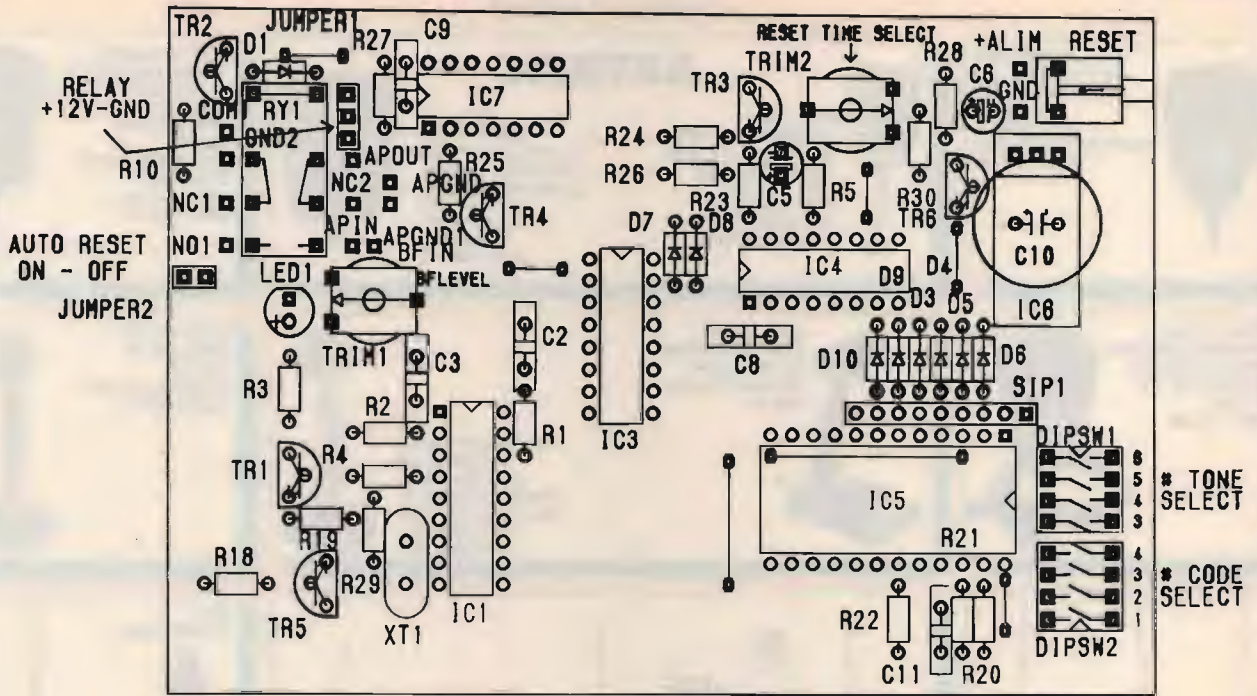 TR2
JUMPER1
D1
R27
C9
RESET TIME SELECT
TRIM2
R28
+ALIM
RESET
C6
GND
RELAY
+12V-GND
COM
RY1
GND2
IC7
TR3
R10
R24
R25
APOUT
R26
NC2
APGND
R23
C5
R5
R30
TR6
NC1
TR4
D7
D8
APIN
APGND1
BFIN
AUTO RESET
ON - OFF
NO1
IC4
D9
D4
C10
JUMPER2
LED1
BFLEVEL
D3
D5
IC6
TRIM1
C3
C2
C8
D10
D6
SIP1
R3
R2
R1
IC3
DIPSW1
TR1
R4
6
5
4
3
# TONE
SELECT
IC5
R19
R21
R18
R29
4
3
2
1
# CODE
SELECT
TR5
XT1
IC1
R22
C11
R20
DIPSW2